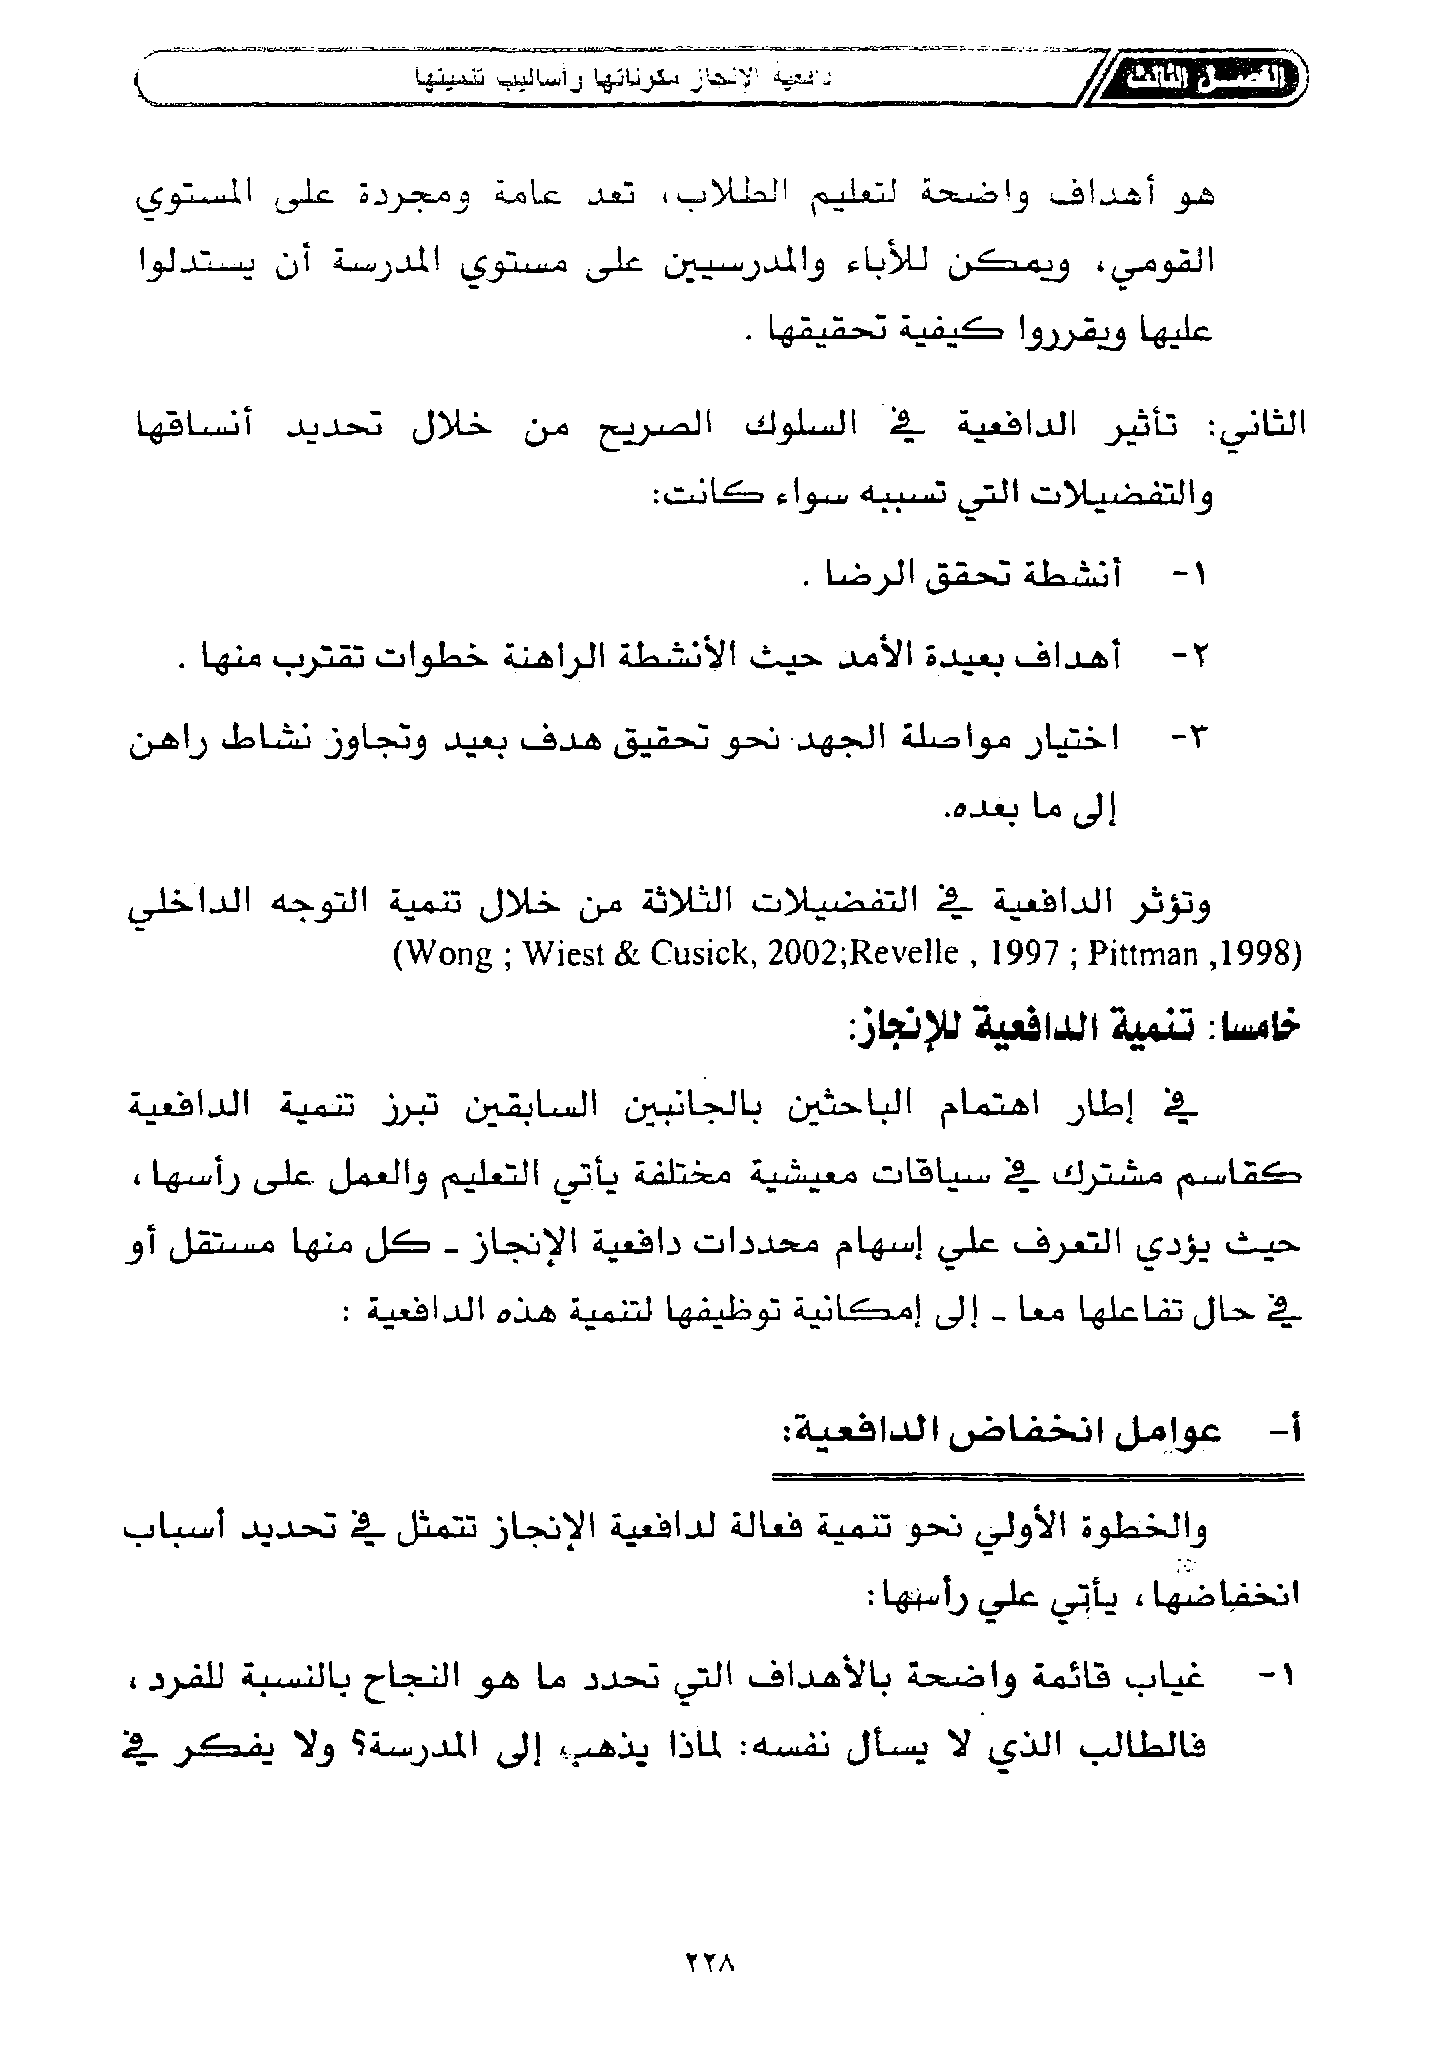 الفصل الثالث
دافعية الإنجاز مكوناتها وأساليب تنميتها
هو أهداف واضحة لتعليم الطلاب، تعد عامة ومجردة على المستوي
القومي، ويمكن للأباء والمدرسيين على مستوي المدرسة أن يستدلوا
عليها ويقرروا كيفية تحقيقها .
الثاني: تأثير الدافعية في السلوك الصريح من خلال تحديد أنساقها
والتفضيلات التي تسببه سواء كانت:
١- أنشطة تحقق الرضا .
٢- أهداف بعيدة الأمد حيث الأنشطة الراهنة خطوات تقترب منها .
٣- اختيار مواصلة الجهد نحو تحقيق هدف بعيد وتجاوز نشاط راهن
إلى ما بعده.
وتؤثر الدافعية في التفضيلات الثلاثة من خلال تنمية التوجه الداخلي
(Wong ; Wiest & Cusick, 2002;Revelle , 1997 ; Pittman ,1998)
خامسا: تنمية الدافعية للإنجاز:
في إطار اهتمام الباحثين بالجانبين السابقين تبرز تنمية الدافعية
كقاسم مشترك في سياقات معيشية مختلفة يأتي التعليم والعمل على رأسها،
حيث يؤدي التعرف علي إسهام محددات دافعية الإنجاز - كل منها مستقل أو
في حال تفاعلها معا - إلى إمكانية توظيفها لتنمية هذه الدافعية :
أ- عوامل انخفاض الدافعية:
والخطوة الأولي نحو تنمية فعالة لدافعية الإنجاز تتمثل في تحديد أسباب
انخفاضها، يأتي علي رأسها:
١- غياب قائمة واضحة بالأهداف التي تحدد ما هو النجاح بالنسبة للفرد،
فالطالب الذي لا يسأل نفسه: لماذا يذهب إلى المدرسة؟ ولا يفكر في
٢٢٨